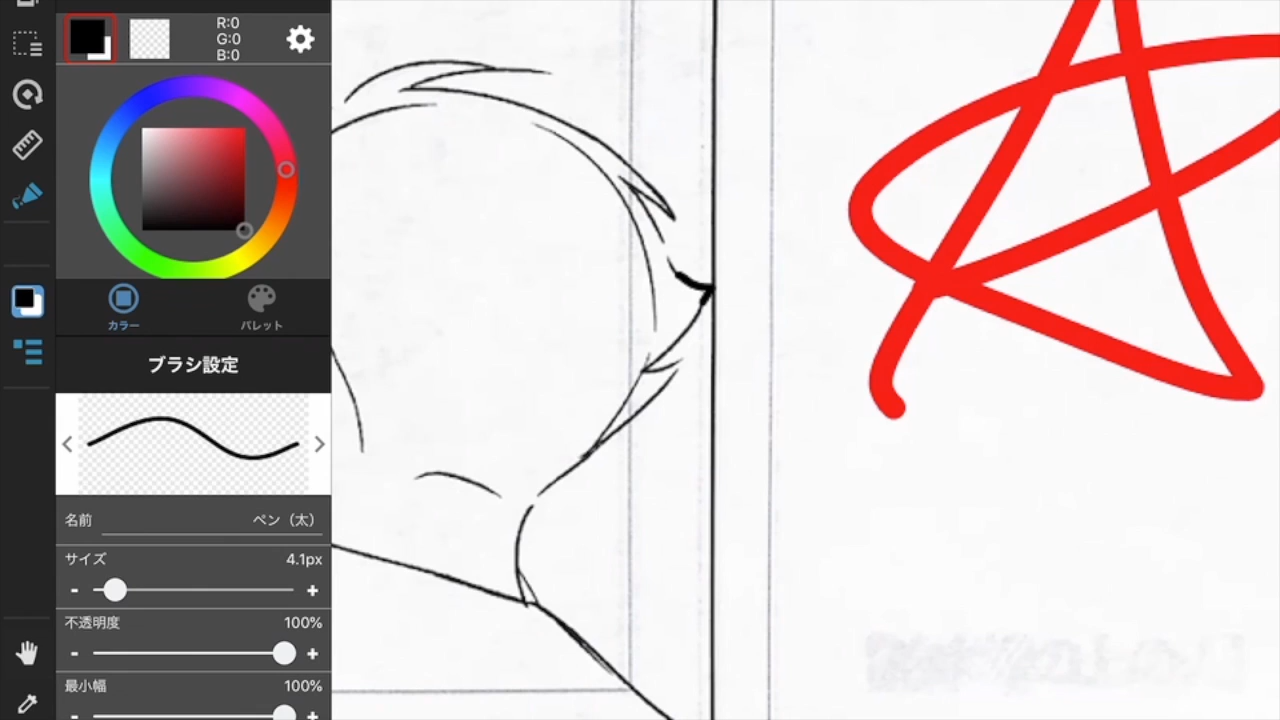 R:0
G:0
B:0
カラー
パレット
ブラシ設定
名前 ペン（太）
サイズ 4.1px
- +
不透明度 100%
- +
最小幅 100%
- +